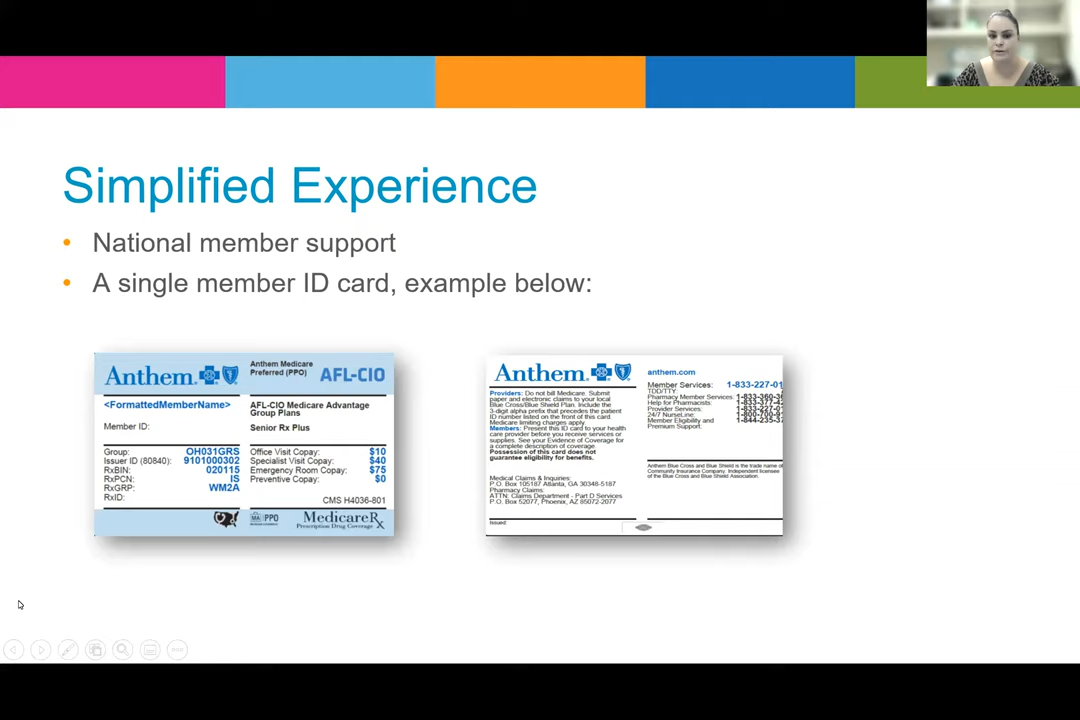 Simplified Experience
• National member support
• A single member ID card, example below:
Anthem.
Anthem Medicare
Preferred (PPO)
AFL-CIO
<FormattedMemberName>
Member ID:
AFL-CIO Medicare Advantage
Group Plans
Senior Rx Plus
Group: OH031GRS
Issuer ID (80840): 9101000302
RxBIN: 020115
RxPCN: IS
RxGRP: WM2A
RxID:
Office Visit Copay: $10
Specialist Visit Copay: $40
Emergency Room Copay: $75
Preventive Copay: $0
CMS H4036-801
MA PPO
MedicareRx
Prescription Drug Coverage
Anthem.
Providers: Do not bill Medicare. Submit
paper and electronic claims to your local
Blue Cross/Blue Shield Plan. Include the
3-digit alpha prefix that precedes the patient
ID number listed on the front of this card.
Medicare limiting charges apply.
Members: Present this ID card to your health
care provider before you receive services or
supplies. See your Evidence of Coverage for
a complete description of coverage
Possession of this card does not
guarantee eligibility for benefits.
Medical Claims & Inquiries:
P.O. Box 105187 Atlanta, GA 30348-5187
Pharmacy Claims:
ATTN: Claims Department - Part D Services
P.O. Box 52077, Phoenix, AZ 85072-2077
Issued:
anthem.com
Member Services: 1-833-227-01
TDD/TTY:
Pharmacy Member Services: 1-833-360-3
Help for Pharmacists: 1-833-377-42
Provider Services: 1-833-227-01
24/7 NurseLine: 1-800-700-91
Member Eligibility and 1-844-235-37
Premium Support:
Anthem Blue Cross and Blue Shield is the trade name of
Community Insurance Company. Independent licensee
of the Blue Cross and Blue Shield Association.